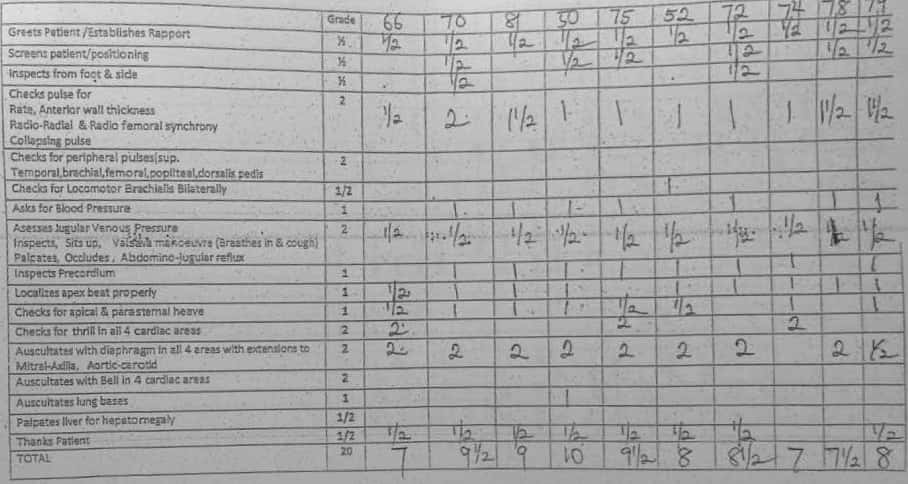 Grade 66 70 81 50 75 52 72 74 78 79
Greets Patient /Establishes Rapport ½ 1/2 1/2 1/2 1/2 1/2 1/2 1/2 1/2 1/2 1/2
Screens patient/positioning ½ 1/2 1/2 1/2 1/2 1/2 1/2
Inspects from foot & side ½ 1/2 1/2
Checks pulse for 2
Rate, Anterior wall thickness 1/2 2 1 1/2 1 1 1 1 1 1 1/2 1 1/2
Radio-Radial & Radio femoral synchrony
Collapsing pulse
Checks for peripheral pulses(sup. 2
Temporal,brachial,femoral,popliteal,dorsalis pedis
Checks for Locomotor Brachialis Bilaterally 1/2 1
Asks for Blood Pressure 1 1 1 1 1 1 1
Asesses Jugular Venous Pressure 2
Inspects, Sits up, Valsalva manoeuvre (Breathes in & cough) 1/2 1/2 1/2 1/2 1/2 1/2 1/2 1/2 1/2
Palpates, Occludes, Abdomino-jugular reflux
Inspects Precordium 1 1 1 1 1 1 1 1
Localizes apex beat properly 1 1/2 1 1 1 1 1 1 1 1
Checks for apical & parasternal heave 1 1/2 1 1 1 1/2 1/2 1 1
Checks for thrill in all 4 cardiac areas 2 2 2 2
Auscultates with diaphragm in all 4 areas with extensions to 2 2 2 2 2 2 2 2 2
Mitral-Axilla, Aortic-carotid
Auscultates with Bell in 4 cardiac areas 2
Auscultates lung bases 1 1
Palpates liver for hepatomegaly 1/2
Thanks Patient 1/2 1/2 1/2 1/2 1/2 1/2 1/2 1/2 1/2
TOTAL 20 7 9 1/2 9 10 9 1/2 8 8 1/2 7 7 1/2 8